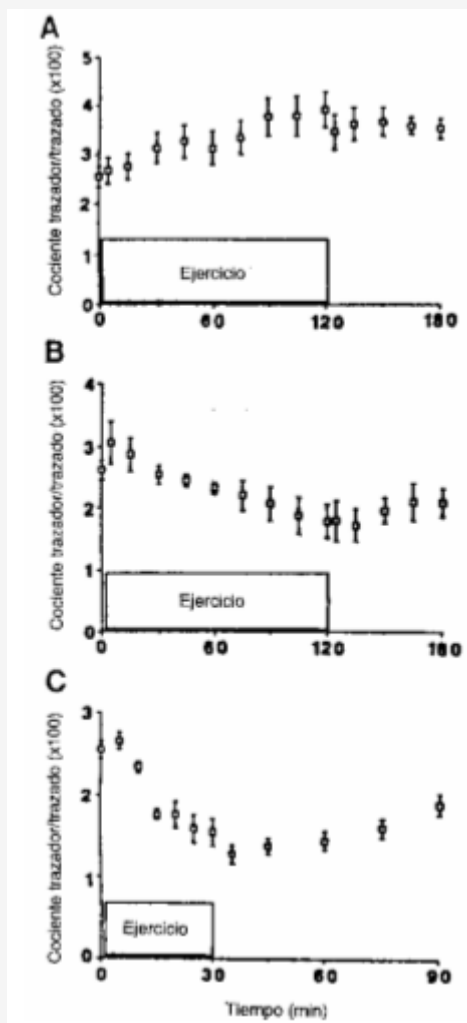 A
Cociente trazador/trazado (x100)
5
4
3
2
1
0
Ejercicio
0 60 120 180
B
Cociente trazador/trazado (x100)
4
3
2
1
0
Ejercicio
0 60 120 180
C
Cociente trazador/trazado (x100)
3
2
1
0
Ejercicio
0 30 60 90
Tiempo (min)